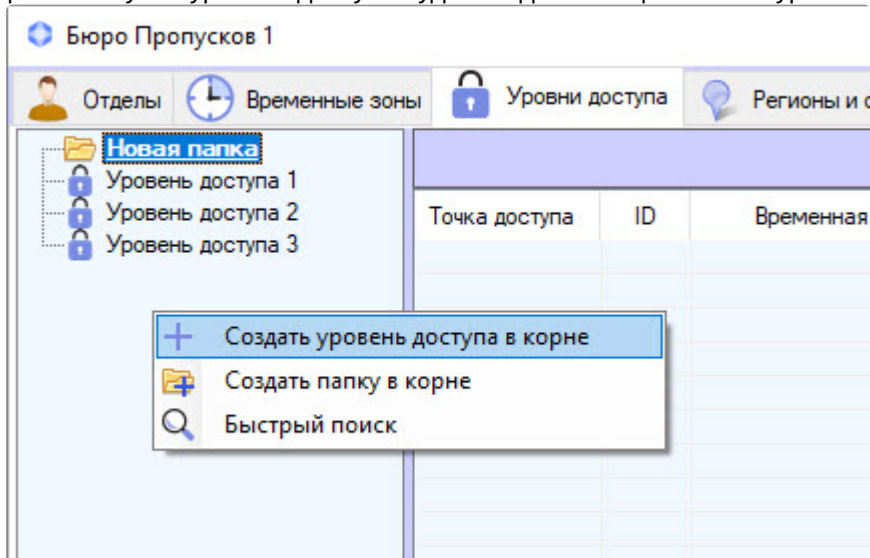 Бюро Пропусков 1
Отделы Временные зоны Уровни доступа Регионы и
Новая папка
Уровень доступа 1
Уровень доступа 2
Уровень доступа 3
Точка доступа ID Временная
Создать уровень доступа в корне
Создать папку в корне
Быстрый поиск